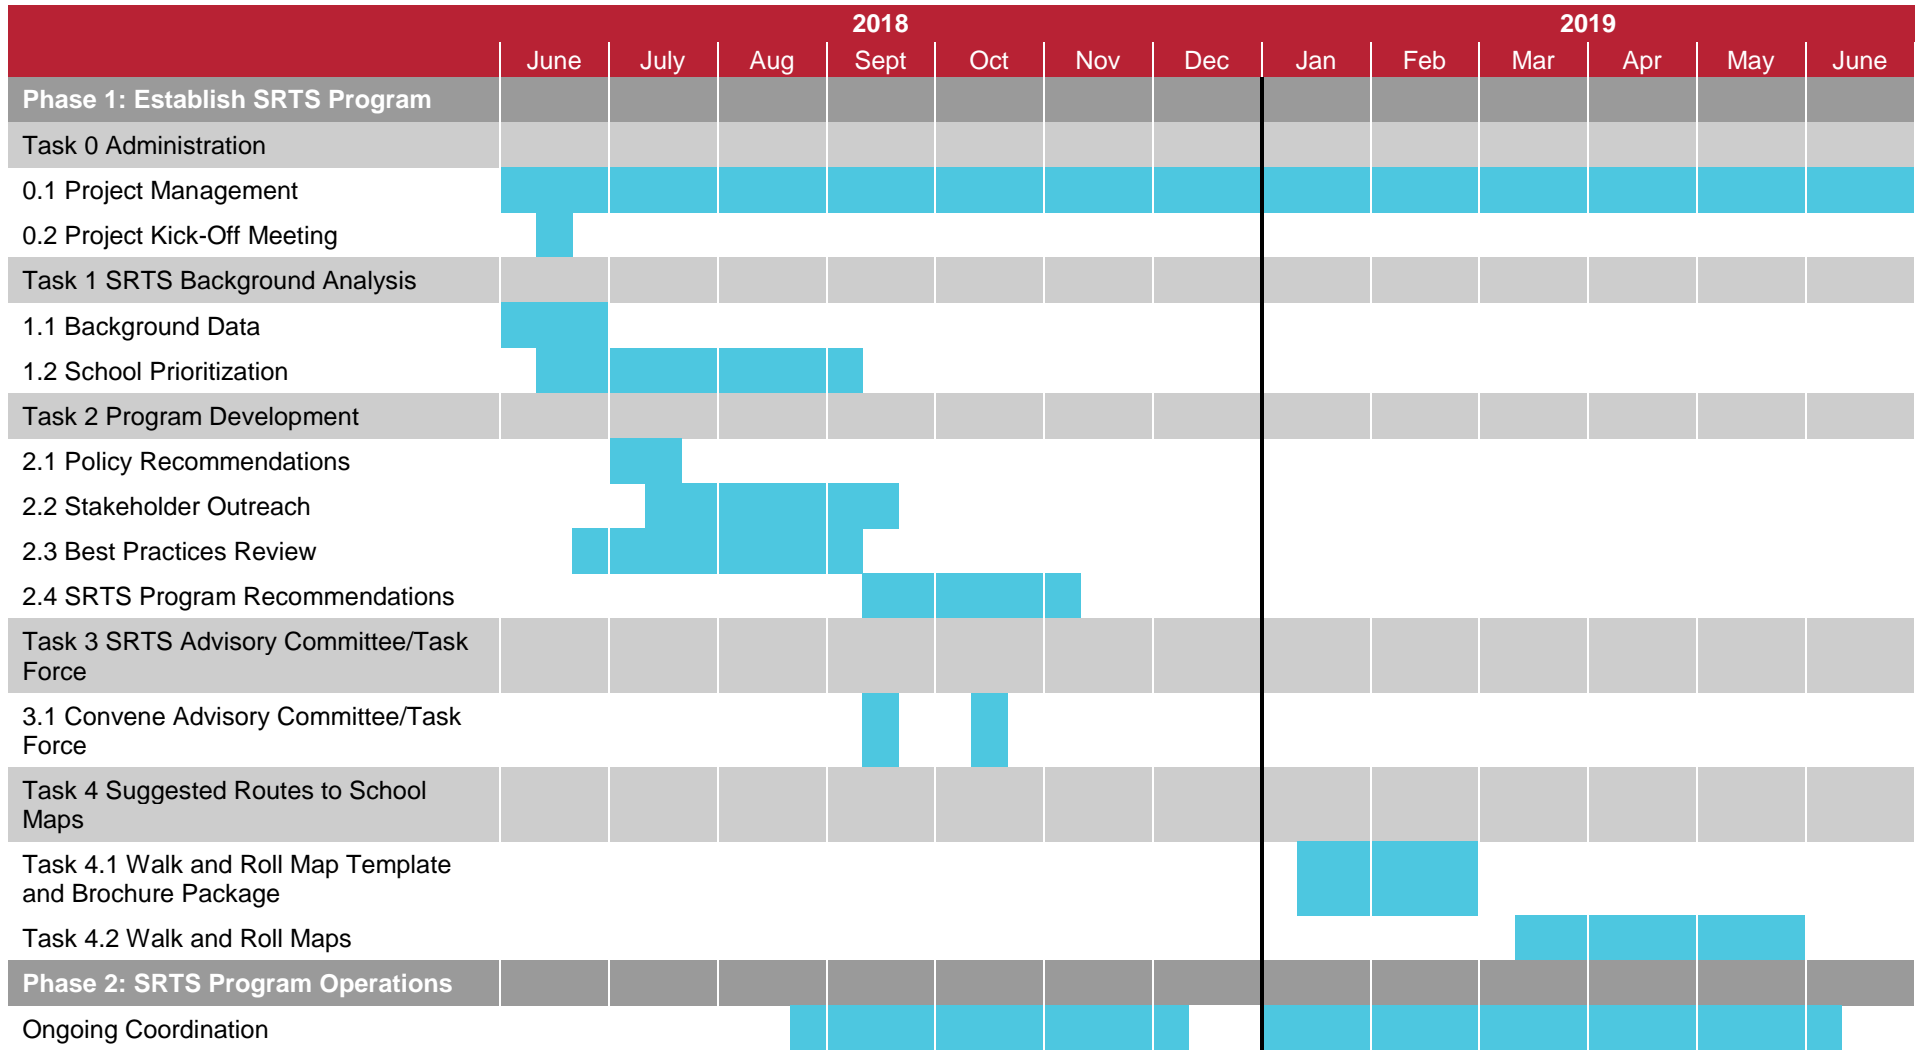 2018 2019
June July Aug Sept Oct Nov Dec Jan Feb Mar Apr May June
Phase 1: Establish SRTS Program
Task 0 Administration
0.1 Project Management
0.2 Project Kick-Off Meeting
Task 1 SRTS Background Analysis
1.1 Background Data
1.2 School Prioritization
Task 2 Program Development
2.1 Policy Recommendations
2.2 Stakeholder Outreach
2.3 Best Practices Review
2.4 SRTS Program Recommendations
Task 3 SRTS Advisory Committee/Task
Force
3.1 Convene Advisory Committee/Task
Force
Task 4 Suggested Routes to School
Maps
Task 4.1 Walk and Roll Map Template
and Brochure Package
Task 4.2 Walk and Roll Maps
Phase 2: SRTS Program Operations
Ongoing Coordination